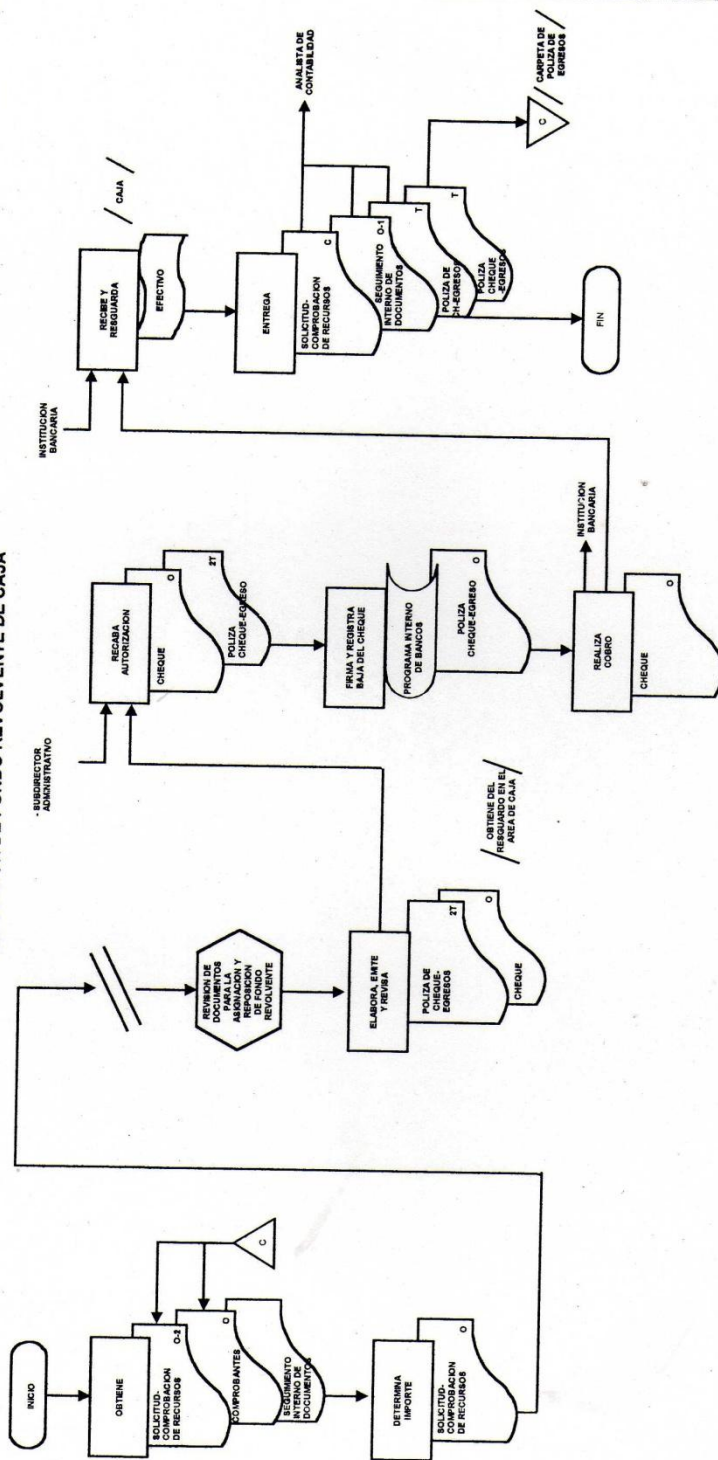 FONDO REVOLVENTE DE CAJA
INICIO
OBTIENE
SOLICITUD-
COMPROBACION
DE RECURSOS
O-2
COMPROBANTES
O
SEGUIMIENTO
INTERNO DE
DOCUMENTOS
C
DETERMINA
IMPORTE
SOLICITUD-
COMPROBACION
DE RECURSOS
O
REVISION DE
DOCUMENTOS
PARA LA
ASIGNACION Y
REPOSICION
DE FONDO
REVOLVENTE
ELABORA, EMITE
Y REVISA
POLIZA DE
CHEQUE-
EGRESOS
2T
CHEQUE
O
OBTIENE DEL
RESGUARDO EN EL
AREA DE CAJA
- SUBDIRECTOR
ADMINISTRATIVO
RECABA
AUTORIZACION
CHEQUE
O
POLIZA
CHEQUE-EGRESO
2T
FIRMA Y REGISTRA
BAJA DEL CHEQUE
PROGRAMA INTERNO
DE BANCOS
POLIZA
CHEQUE-EGRESO
O
REALIZA
COBRO
CHEQUE
O
INSTITUCION
BANCARIA
INSTITUCION
BANCARIA
RECIBE Y
RESGUARDA
EFECTIVO
CAJA
ENTREGA
SOLICITUD-
COMPROBACION
DE RECURSOS
C
SEGUIMIENTO
INTERNO DE
DOCUMENTOS
O-1
POLIZA DE
CH-EGRESOS
T
POLIZA
CHEQUE
-EGRESOS
T
ANALISTA DE
CONTABILIDAD
C
CARPETA DE
POLIZA DE
EGRESOS
FIN